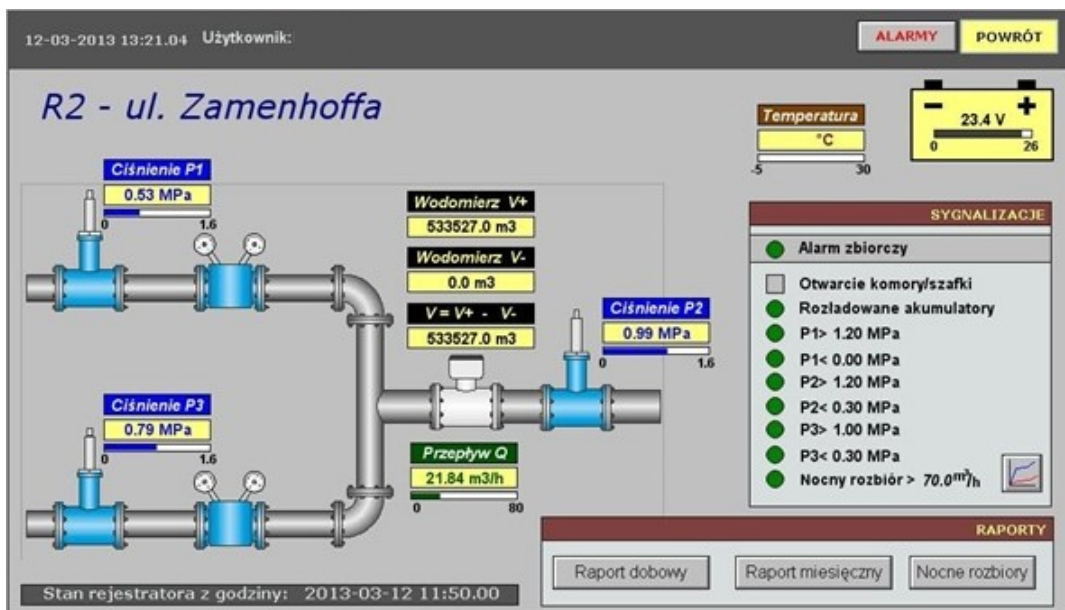 12-03-2013 13:21.04 Użytkownik:
ALARMY POWRÓT
R2 - ul. Zamenhoffa
Temperatura
°C
-5 30
- +
23.4 V
0 26
Ciśnienie P1
0.53 MPa
0 1.6
Wodomierz V+
533527.0 m3
Wodomierz V-
0.0 m3
V = V+ - V-
533527.0 m3
Ciśnienie P2
0.99 MPa
0 1.6
Ciśnienie P3
0.79 MPa
0 1.6
Przepływ Q
21.84 m3/h
0 80
SYGNALIZACJE
Alarm zbiorczy
Otwarcie komory/szafki
Rozładowane akumulatory
P1> 1.20 MPa
P1< 0.00 MPa
P2> 1.20 MPa
P2< 0.30 MPa
P3> 1.00 MPa
P3< 0.30 MPa
Nocny rozbiór > 70.0 m³/h
RAPORTY
Raport dobowy Raport miesięczny Nocne rozbiory
Stan rejestratora z godziny: 2013-03-12 11:50.00